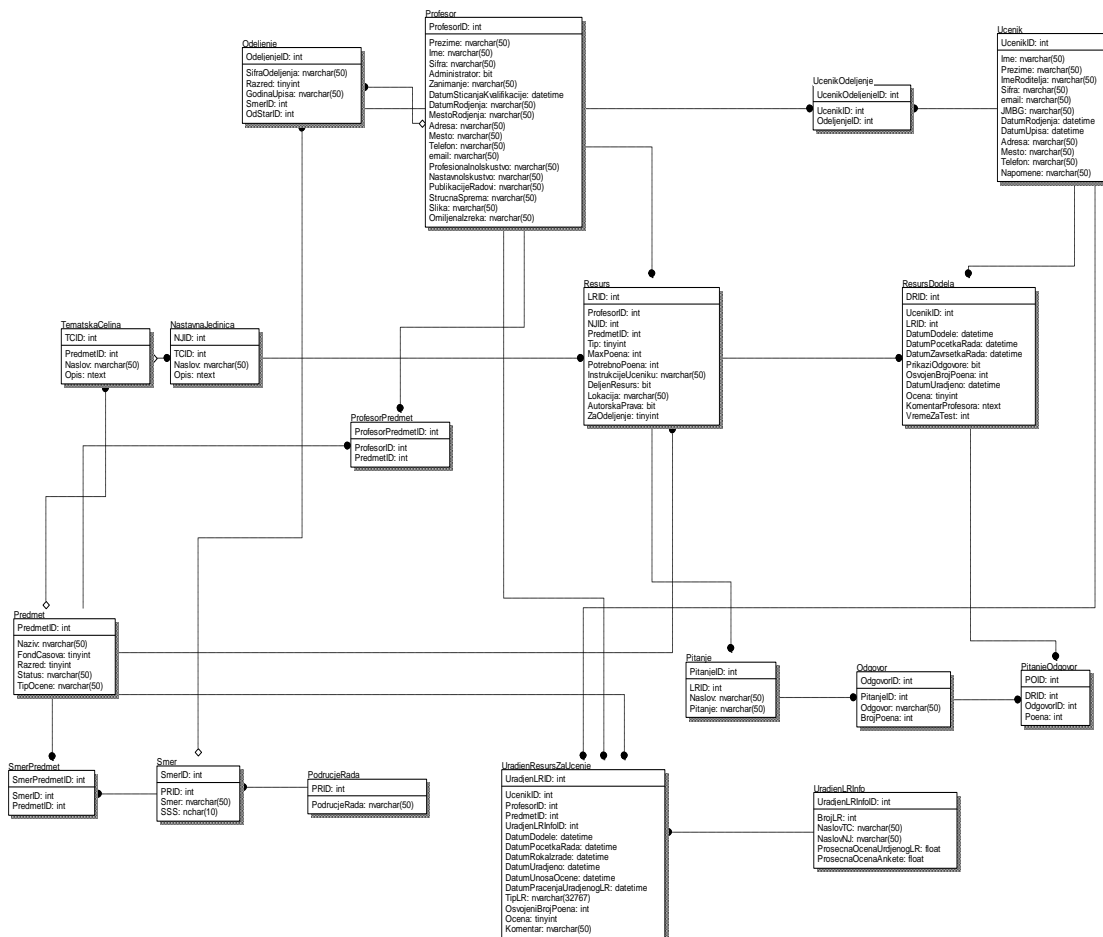 Profesor
ProfesorID: int
Prezime: nvarchar(50)
Ime: nvarchar(50)
Sifra: nvarchar(50)
Administrator: bit
Zanimanje: nvarchar(50)
DatumSticanjaKvalifikacije: datetime
DatumRodjenja: nvarchar(50)
MestoRodjenja: nvarchar(50)
Adresa: nvarchar(50)
Mesto: nvarchar(50)
Telefon: nvarchar(50)
email: nvarchar(50)
ProfesionalnoIskustvo: nvarchar(50)
NastavnoIskustvo: nvarchar(50)
PublikacijeRadovi: nvarchar(50)
StrucnaSprema: nvarchar(50)
Slika: nvarchar(50)
OmiljenaIzreka: nvarchar(50)
Odeljenje
OdeljenjeID: int
SifraOdeljenja: nvarchar(50)
Razred: tinyint
GodinaUpisa: nvarchar(50)
SmerID: int
OdStarID: int
UcenikOdeljenje
UcenikOdeljenjeID: int
UcenikID: int
OdeljenjeID: int
Ucenik
UcenikID: int
Ime: nvarchar(50)
Prezime: nvarchar(50)
ImeRoditelja: nvarchar(50)
Sifra: nvarchar(50)
email: nvarchar(50)
JMBG: nvarchar(50)
DatumRodjenja: datetime
DatumUpisa: datetime
Adresa: nvarchar(50)
Mesto: nvarchar(50)
Telefon: nvarchar(50)
Napomene: nvarchar(50)
TematskaCelina
TCID: int
PredmetID: int
Naslov: nvarchar(50)
Opis: ntext
NastavnaJedinica
NJID: int
TCID: int
Naslov: nvarchar(50)
Opis: ntext
Resurs
LRID: int
ProfesorID: int
NJID: int
PredmetID: int
Tip: tinyint
MaxPoena: int
PotrebnoPoena: int
InstrukcijeUceniku: nvarchar(50)
DeljenResurs: bit
Lokacija: nvarchar(50)
AutorskaPrava: bit
ZaOdeljenje: tinyint
ResursDodela
DRID: int
UcenikID: int
LRID: int
DatumDodele: datetime
DatumPocetkaRada: datetime
DatumZavrsetkaRada: datetime
PrikaziOdgovore: bit
OsvojenBrojPoena: int
DatumUradjeno: datetime
Ocena: tinyint
KomentarProfesora: ntext
VremeZaTest: int
ProfesorPredmet
ProfesorPredmetID: int
ProfesorID: int
PredmetID: int
Predmet
PredmetID: int
Naziv: nvarchar(50)
FondCasova: tinyint
Razred: tinyint
Status: nvarchar(50)
TipOcene: nvarchar(50)
Pitanje
PitanjeID: int
LRID: int
Naslov: nvarchar(50)
Pitanje: nvarchar(50)
Odgovor
OdgovorID: int
PitanjeID: int
Odgovor: nvarchar(50)
BrojPoena: int
PitanjeOdgovor
POID: int
DRID: int
OdgovorID: int
Poena: int
SmerPredmet
SmerPredmetID: int
SmerID: int
PredmetID: int
Smer
SmerID: int
PRID: int
Smer: nvarchar(50)
SSS: nchar(10)
PodrucjeRada
PRID: int
PodrucjeRada: nvarchar(50)
UradjenResursZaUcenje
UradjenLRID: int
UcenikID: int
ProfesorID: int
PredmetID: int
UradjenLRInfoID: int
DatumDodele: datetime
DatumPocetkaRada: datetime
DatumRokaIzrade: datetime
DatumUradjeno: datetime
DatumUnosaOcene: datetime
DatumPracenjaUradjenogLR: datetime
TipLR: nvarchar(32767)
OsvojeniBrojPoena: int
Ocena: tinyint
Komentar: nvarchar(50)
UradjenLRInfo
UradjenLRInfoID: int
BrojLR: int
NaslovTC: nvarchar(50)
NaslovNJ: nvarchar(50)
ProsecnaOcenaUrdjenogLR: float
ProsecnaOcenaAnkete: float